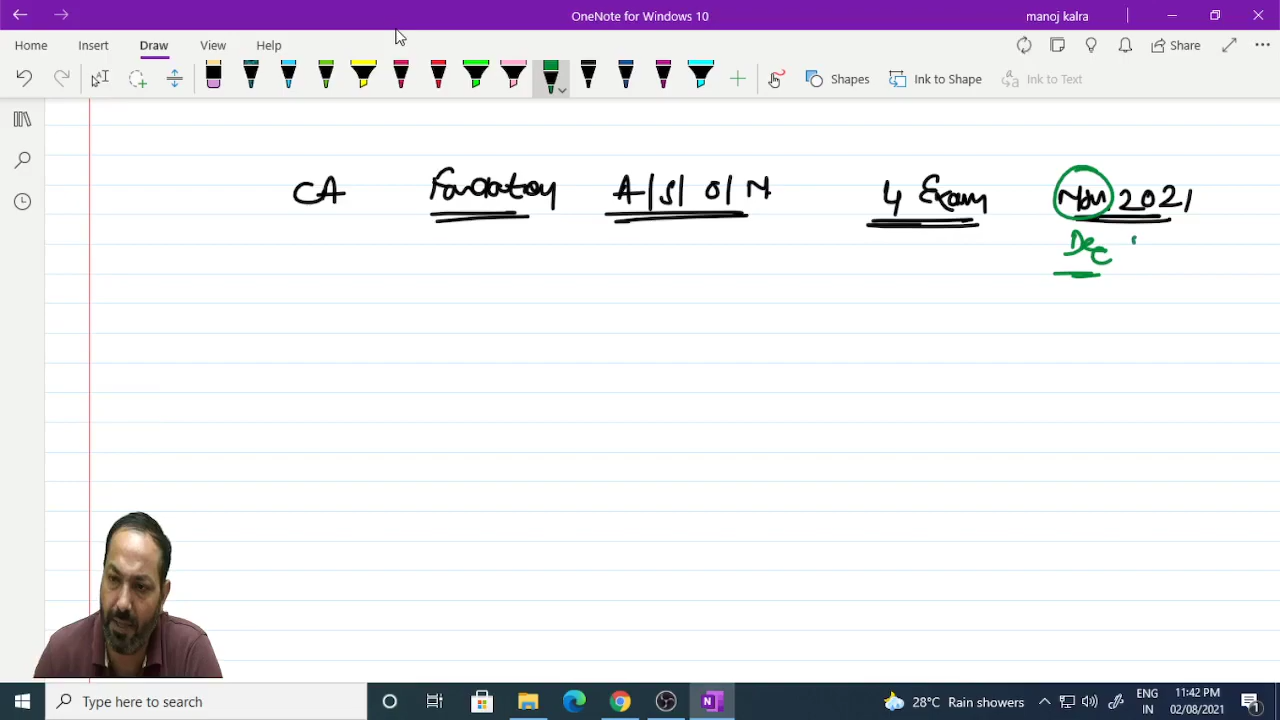 OneNote for Windows 10
manoj kalra
Home Insert Draw View Help
Share
Shapes Ink to Shape Ink to Text
CA Foundation A/S/O/N 4 Exam Nov 2021
Dec
Type here to search
28°C Rain showers
ENG
IN
11:42 PM
02/08/2021
1